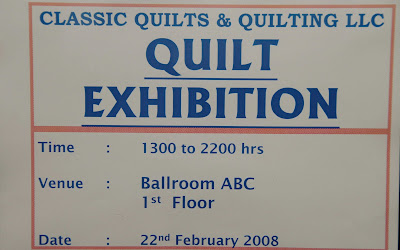 CLASSIC QUILTS & QUILTING LLC
QUILT
EXHIBITION
Time : 1300 to 2200 hrs
Venue : Ballroom ABC
1st Floor
Date : 22nd February 2008